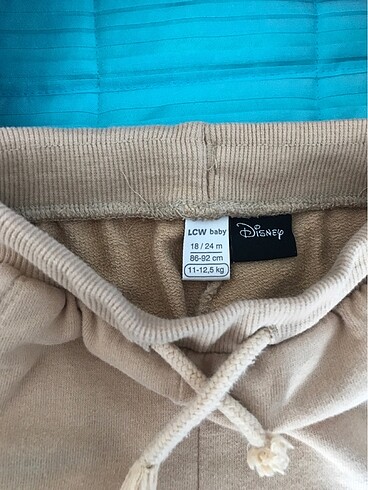 LCW baby
18 / 24 m
86-92 cm
11-12,5 kg
Disney